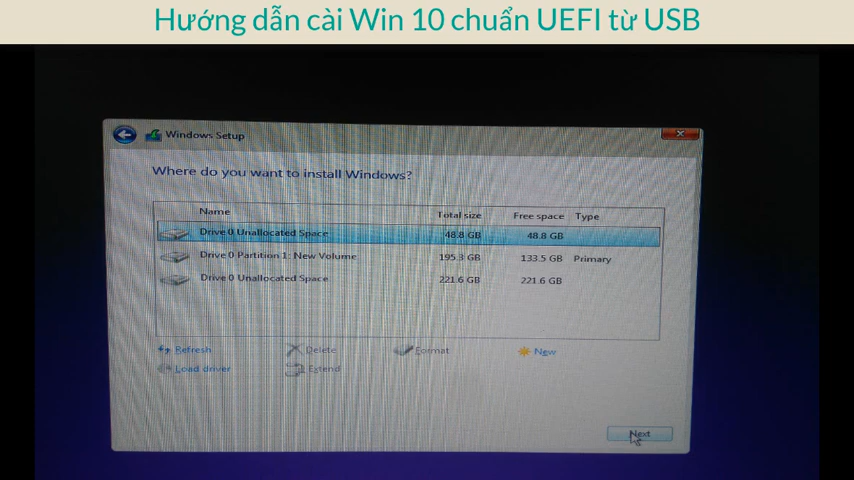 Hướng dẫn cài Win 10 chuẩn UEFI từ USB
Windows Setup
Where do you want to install Windows?
Name Total size Free space Type
Drive 0 Unallocated Space 48.8 GB 48.8 GB
Drive 0 Partition 1: New Volume 195.3 GB 133.5 GB Primary
Drive 0 Unallocated Space 221.6 GB 221.6 GB
Refresh Delete Format New
Load driver Extend
Next